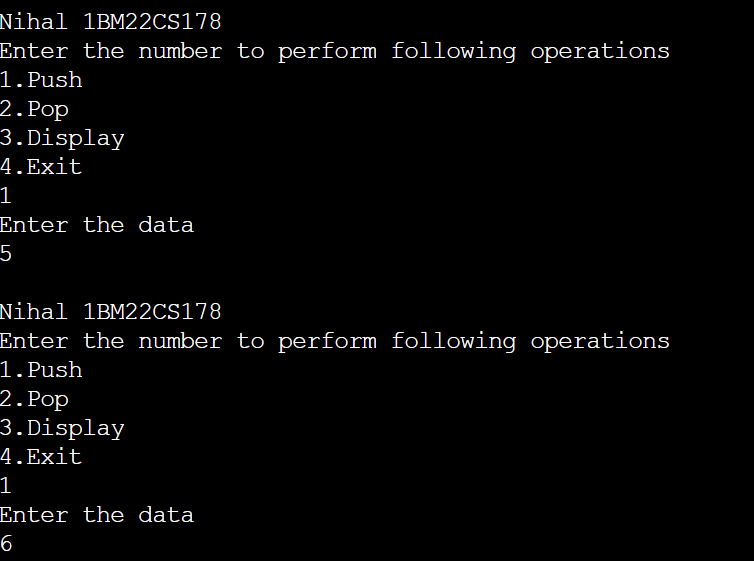 Nihal 1BM22CS178
Enter the number to perform following operations
1.Push
2.Pop
3.Display
4.Exit
1
Enter the data
5
Nihal 1BM22CS178
Enter the number to perform following operations
1.Push
2.Pop
3.Display
4.Exit
1
Enter the data
6